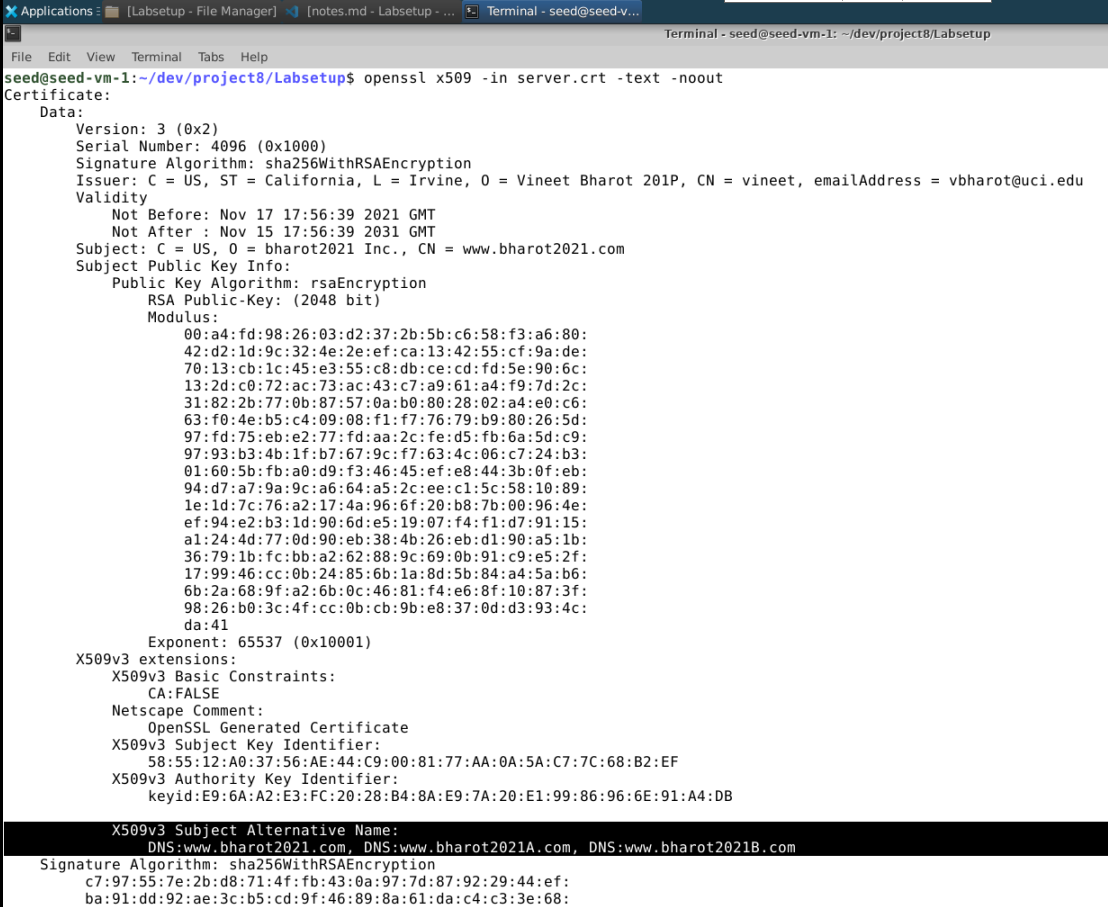 Applications [Labsetup - File Manager] [notes.md - Labsetup - ... Terminal - seed@seed-v...
Terminal - seed@seed-vm-1: ~/dev/project8/Labsetup
File Edit View Terminal Tabs Help
seed@seed-vm-1:~/dev/project8/Labsetup$ openssl x509 -in server.crt -text -noout
Certificate:
    Data:
        Version: 3 (0x2)
        Serial Number: 4096 (0x1000)
        Signature Algorithm: sha256WithRSAEncryption
        Issuer: C = US, ST = California, L = Irvine, O = Vineet Bharot 201P, CN = vineet, emailAddress = vbharot@uci.edu
        Validity
            Not Before: Nov 17 17:56:39 2021 GMT
            Not After : Nov 15 17:56:39 2031 GMT
        Subject: C = US, O = bharot2021 Inc., CN = www.bharot2021.com
        Subject Public Key Info:
            Public Key Algorithm: rsaEncryption
                RSA Public-Key: (2048 bit)
                Modulus:
                    00:a4:fd:98:26:03:d2:37:2b:5b:c6:58:f3:a6:80:
                    42:d2:1d:9c:32:4e:2e:ef:ca:13:42:55:cf:9a:de:
                    70:13:cb:1c:45:e3:55:c8:db:ce:cd:fd:5e:90:6c:
                    13:2d:c0:72:ac:73:ac:43:c7:a9:61:a4:f9:7d:2c:
                    31:82:2b:77:0b:87:57:0a:b0:80:28:02:a4:e0:c6:
                    63:f0:4e:b5:c4:09:08:f1:f7:76:79:b9:80:26:5d:
                    97:fd:75:eb:e2:77:fd:aa:2c:fe:d5:fb:6a:5d:c9:
                    97:93:b3:4b:1f:b7:67:9c:f7:63:4c:06:c7:24:b3:
                    01:60:5b:fb:a0:d9:f3:46:45:ef:e8:44:3b:0f:eb:
                    94:d7:a7:9a:9c:a6:64:a5:2c:ee:c1:5c:58:10:89:
                    1e:1d:7c:76:a2:17:4a:96:6f:20:b8:7b:00:96:4e:
                    ef:94:e2:b3:1d:90:6d:e5:19:07:f4:f1:d7:91:15:
                    a1:24:4d:77:0d:90:eb:38:4b:26:eb:d1:90:a5:1b:
                    36:79:1b:fc:bb:a2:62:88:9c:69:0b:91:c9:e5:2f:
                    17:99:46:cc:0b:24:85:6b:1a:8d:5b:84:a4:5a:b6:
                    6b:2a:68:9f:a2:6b:0c:46:81:f4:e6:8f:10:87:3f:
                    98:26:b0:3c:4f:cc:0b:cb:9b:e8:37:0d:d3:93:4c:
                    da:41
                Exponent: 65537 (0x10001)
        X509v3 extensions:
            X509v3 Basic Constraints:
                CA:FALSE
            Netscape Comment:
                OpenSSL Generated Certificate
            X509v3 Subject Key Identifier:
                58:55:12:A0:37:56:AE:44:C9:00:81:77:AA:0A:5A:C7:7C:68:B2:EF
            X509v3 Authority Key Identifier:
                keyid:E9:6A:A2:E3:FC:20:28:B4:8A:E9:7A:20:E1:99:86:96:6E:91:A4:DB
            X509v3 Subject Alternative Name:
                DNS:www.bharot2021.com, DNS:www.bharot2021A.com, DNS:www.bharot2021B.com
    Signature Algorithm: sha256WithRSAEncryption
         c7:97:55:7e:2b:d8:71:4f:fb:43:0a:97:7d:87:92:29:44:ef:
         ba:91:dd:92:ae:3c:b5:cd:9f:46:89:8a:61:da:c4:c3:3e:68: